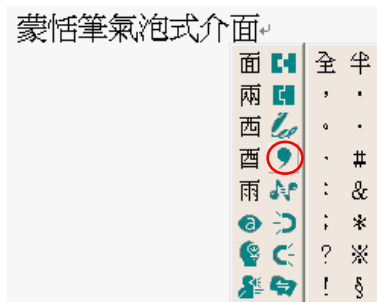 蒙恬筆氣泡式介面
面 全 半
兩 , ·
西 。 ‧
酉 、 #
雨 : &
a ; *
? ※
! §